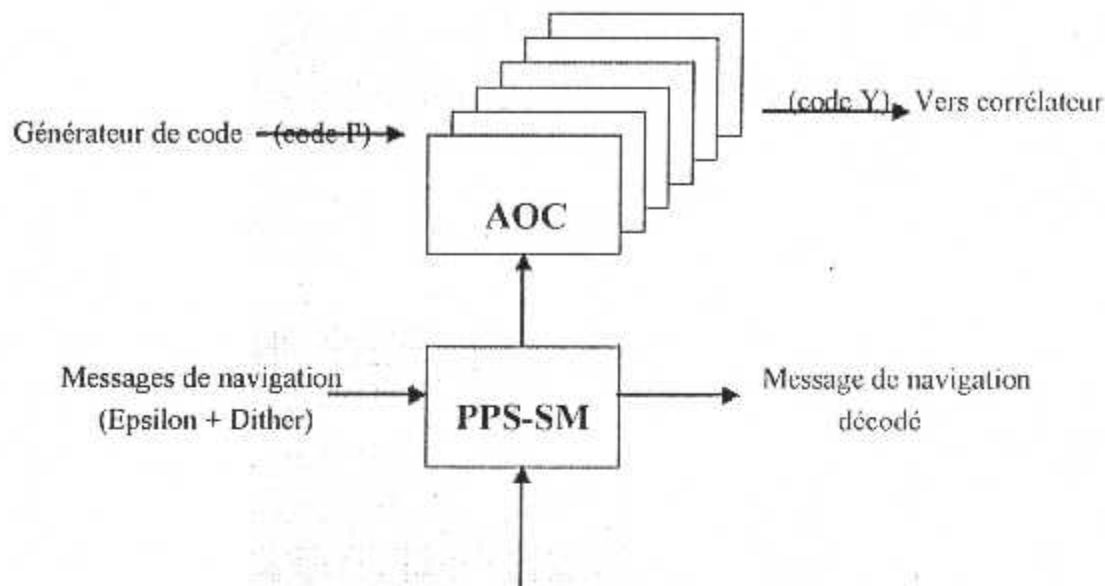 Générateur de code (code P)
AOC
(code Y) Vers corrélateur
Messages de navigation
(Epsilon + Dither)
PPS-SM
Message de navigation
décodé